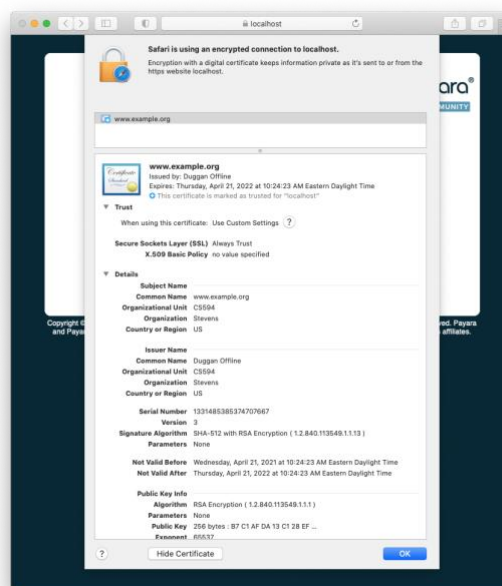 localhost
Safari is using an encrypted connection to localhost.
Encryption with a digital certificate keeps information private as it's sent to or from the
https website localhost.
ara®
MUNITY
www.example.org
Certificate
Standard
www.example.org
Issued by: Duggan Offline
Expires: Thursday, April 21, 2022 at 10:24:23 AM Eastern Daylight Time
This certificate is marked as trusted for "localhost"
Trust
When using this certificate: Use Custom Settings ?
Secure Sockets Layer (SSL) Always Trust
X.509 Basic Policy no value specified
Details
Subject Name
Common Name www.example.org
Organizational Unit CS594
Organization Stevens
Country or Region US
Issuer Name
Common Name Duggan Offline
Organizational Unit CS594
Organization Stevens
Country or Region US
Serial Number 1331485385374707667
Version 3
Signature Algorithm SHA-512 with RSA Encryption ( 1.2.840.113549.1.1.13 )
Parameters None
Not Valid Before Wednesday, April 21, 2021 at 10:24:23 AM Eastern Daylight Time
Not Valid After Thursday, April 21, 2022 at 10:24:23 AM Eastern Daylight Time
Public Key Info
Algorithm RSA Encryption ( 1.2.840.113549.1.1.1 )
Parameters None
Public Key 256 bytes : B7 C1 AF DA 13 C1 28 EF ...
Exponent 65537
Copyright ©
and Paya
ved. Payara
affiliates.
? Hide Certificate OK